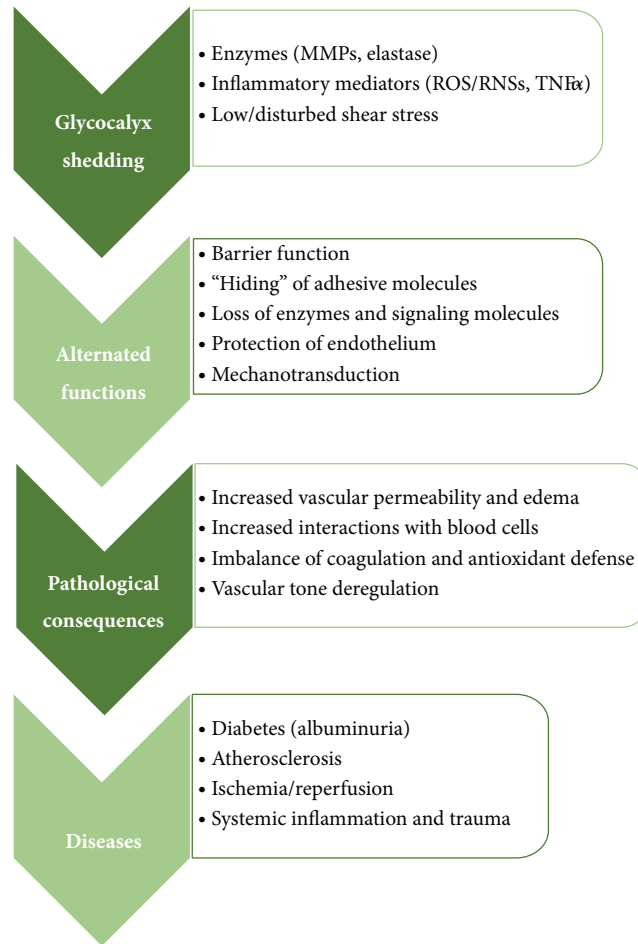 Glycocalyx
shedding
• Enzymes (MMPs, elastase)
• Inflammatory mediators (ROS/RNSs, TNFα)
• Low/disturbed shear stress
Alternated
functions
• Barrier function
• “Hiding” of adhesive molecules
• Loss of enzymes and signaling molecules
• Protection of endothelium
• Mechanotransduction
Pathological
consequences
• Increased vascular permeability and edema
• Increased interactions with blood cells
• Imbalance of coagulation and antioxidant defense
• Vascular tone deregulation
Diseases
• Diabetes (albuminuria)
• Atherosclerosis
• Ischemia/reperfusion
• Systemic inflammation and trauma